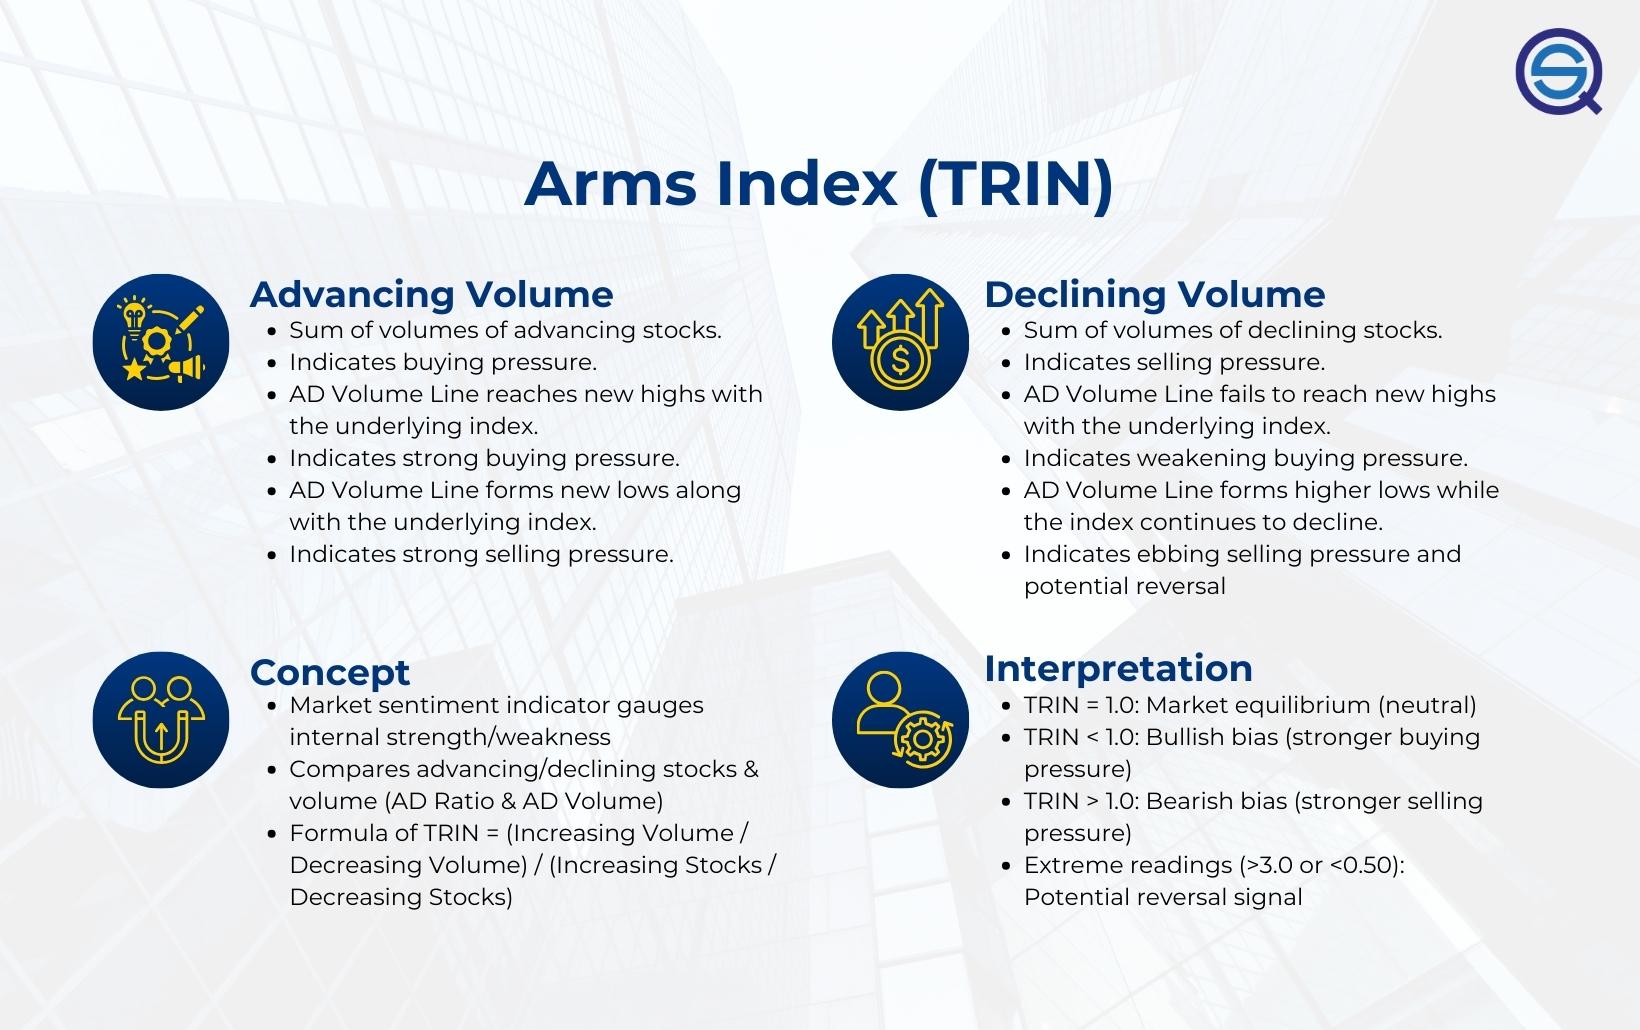 Arms Index (TRIN)
Advancing Volume
• Sum of volumes of advancing stocks.
• Indicates buying pressure.
• AD Volume Line reaches new highs with
the underlying index.
• Indicates strong buying pressure.
• AD Volume Line forms new lows along
with the underlying index.
• Indicates strong selling pressure.
Declining Volume
• Sum of volumes of declining stocks.
• Indicates selling pressure.
• AD Volume Line fails to reach new highs
with the underlying index.
• Indicates weakening buying pressure.
• AD Volume Line forms higher lows while
the index continues to decline.
• Indicates ebbing selling pressure and
potential reversal
Concept
• Market sentiment indicator gauges
internal strength/weakness
• Compares advancing/declining stocks &
volume (AD Ratio & AD Volume)
• Formula of TRIN = (Increasing Volume /
Decreasing Volume) / (Increasing Stocks /
Decreasing Stocks)
Interpretation
• TRIN = 1.0: Market equilibrium (neutral)
• TRIN < 1.0: Bullish bias (stronger buying
pressure)
• TRIN > 1.0: Bearish bias (stronger selling
pressure)
• Extreme readings (>3.0 or <0.50):
Potential reversal signal